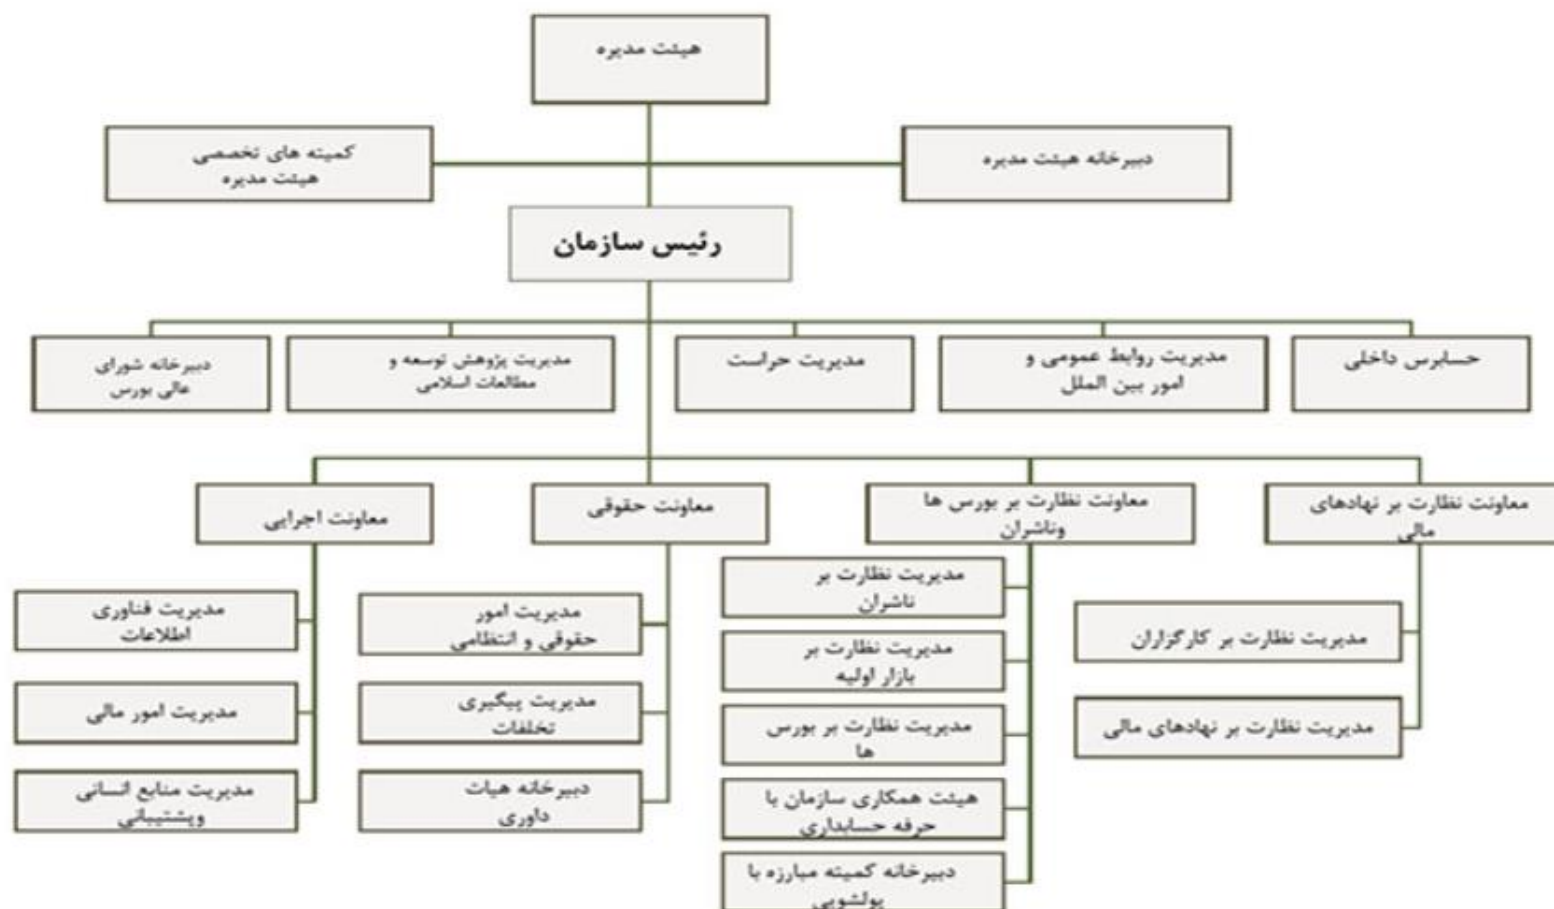 هیئت مدیره
دبیرخانه هیئت مدیره
کمیته های تخصصی
هیئت مدیره
رئیس سازمان
حسابرس داخلی
مدیریت روابط عمومی و
امور بین الملل
مدیریت حراست
مدیریت پژوهش توسعه و
مطالعات اسلامی
دبیرخانه شورای
عالی بورس
معاونت نظارت بر نهادهای
مالی
معاونت نظارت بر بورس ها
وناشران
معاونت حقوقی
معاونت اجرایی
مدیریت نظارت بر کارگزاران
مدیریت نظارت بر نهادهای مالی
مدیریت نظارت بر
ناشران
مدیریت نظارت بر
بازار اولیه
مدیریت نظارت بر بورس
ها
هیئت همکاری سازمان با
حرفه حسابداری
دبیرخانه کمیته مبارزه با
پولشویی
مدیریت امور
حقوقی و انتظامی
مدیریت پیگیری
تخلفات
دبیرخانه هیات
داوری
مدیریت فناوری
اطلاعات
مدیریت امور مالی
مدیریت منابع انسانی
وپشتیبانی